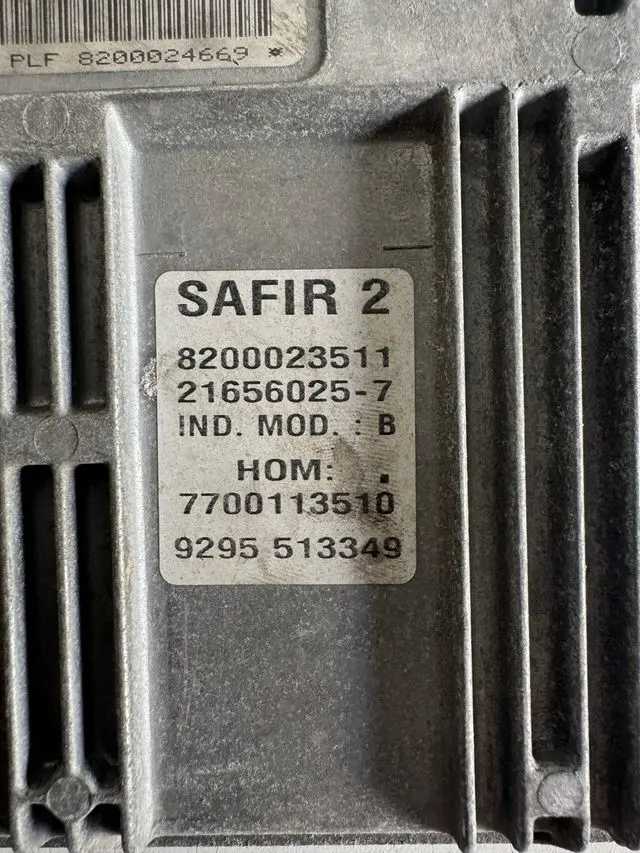 PLF 8200024669 *
SAFIR 2
8200023511
21656025-7
IND. MOD. : B
HOM: .
7700113510
9295 513349